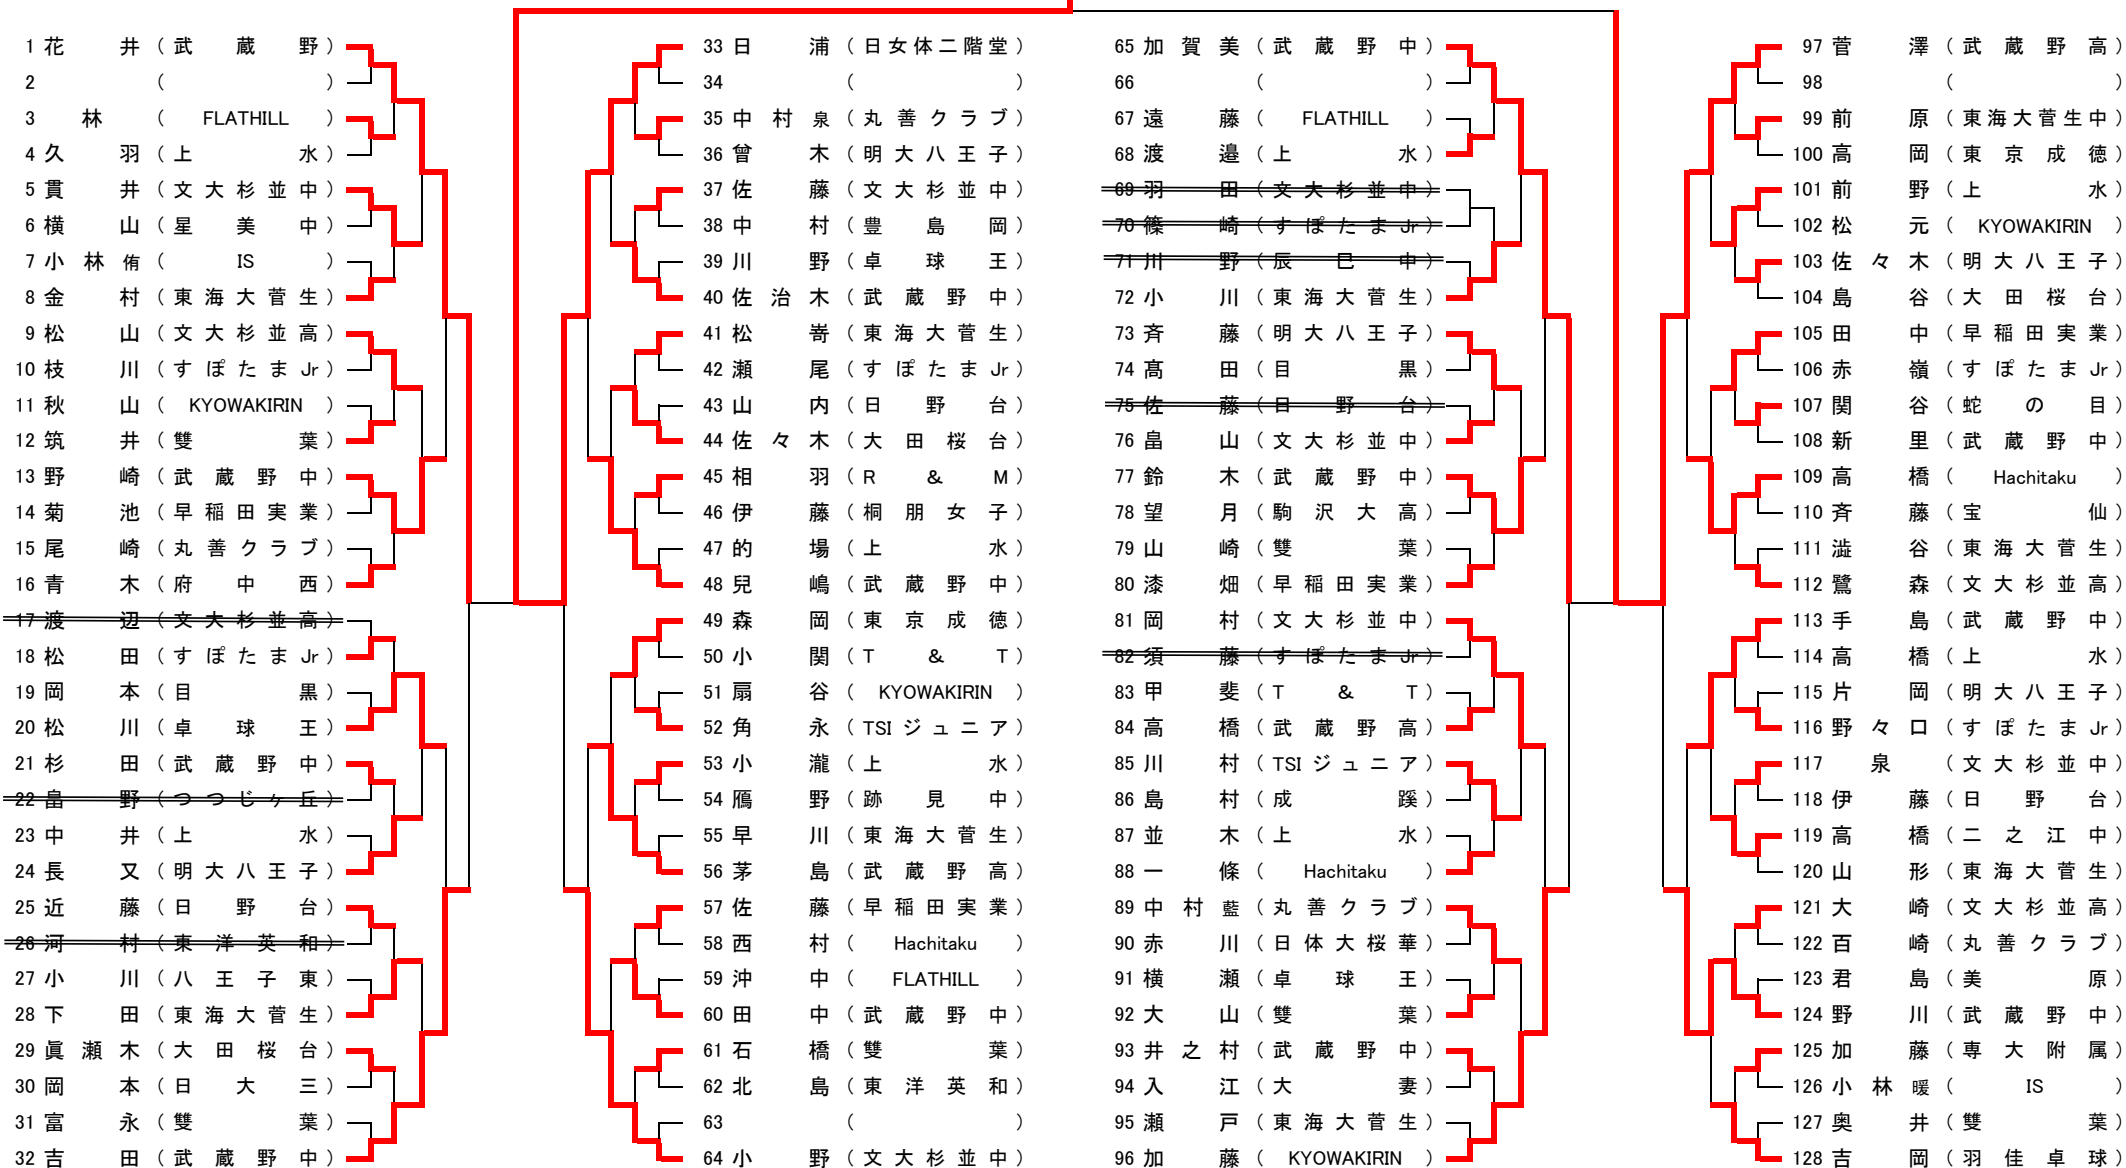 1 花井 (武蔵野)
2 ( )
3 林 (FLATHILL)
4 久羽 (上水)
5 貫井 (文大杉並中)
6 横山 (星美中)
7 小林侑 (IS)
8 金村 (東海大菅生)
9 松山 (文大杉並高)
10 枝川 (すぽたまJr)
11 秋山 (KYOWAKIRIN)
12 筑井 (雙葉)
13 野崎 (武蔵野中)
14 菊池 (早稲田実業)
15 尾崎 (丸善クラブ)
16 青木 (府中西)
17 渡辺 (文大杉並高)
18 松田 (すぽたまJr)
19 岡本 (目黒)
20 松川 (卓球王)
21 杉田 (武蔵野中)
22 畠野 (つつじヶ丘)
23 中井 (上水)
24 長又 (明大八王子)
25 近藤 (日野台)
26 河村 (東洋英和)
27 小川 (八王子東)
28 下田 (東海大菅生)
29 眞瀬木 (大田桜台)
30 岡本 (日大三)
31 富永 (雙葉)
32 吉田 (武蔵野中)
33 日浦 (日女体二階堂)
34 ( )
35 中村泉 (丸善クラブ)
36 曾木 (明大八王子)
37 佐藤 (文大杉並中)
38 中村 (豊島岡)
39 川野 (卓球王)
40 佐治木 (武蔵野中)
41 松嵜 (東海大菅生)
42 瀬尾 (すぽたまJr)
43 山内 (日野台)
44 佐々木 (大田桜台)
45 相羽 (R&M)
46 伊藤 (桐朋女子)
47 的場 (上水)
48 兒嶋 (武蔵野中)
49 森岡 (東京成徳)
50 小関 (T&T)
51 扇谷 (KYOWAKIRIN)
52 角永 (TSIジュニア)
53 小瀧 (上水)
54 鴈野 (跡見中)
55 早川 (東海大菅生)
56 茅島 (武蔵野高)
57 佐藤 (早稲田実業)
58 西村 (Hachitaku)
59 沖中 (FLATHILL)
60 田中 (武蔵野中)
61 石橋 (雙葉)
62 北島 (東洋英和)
63 ( )
64 小野 (文大杉並中)
65 加賀美 (武蔵野中)
66 ( )
67 遠藤 (FLATHILL)
68 渡邉 (上水)
69 羽田 (文大杉並中)
70 篠崎 (すぽたまJr)
71 川野 (辰巳中)
72 小川 (東海大菅生)
73 斉藤 (明大八王子)
74 髙田 (目黒)
75 佐藤 (日野台)
76 畠山 (文大杉並中)
77 鈴木 (武蔵野中)
78 望月 (駒沢大高)
79 山崎 (雙葉)
80 漆畑 (早稲田実業)
81 岡村 (文大杉並中)
82 須藤 (すぽたまJr)
83 甲斐 (T&T)
84 高橋 (武蔵野高)
85 川村 (TSIジュニア)
86 島村 (成蹊)
87 並木 (上水)
88 一條 (Hachitaku)
89 中村藍 (丸善クラブ)
90 赤川 (日体大桜華)
91 横瀬 (卓球王)
92 大山 (雙葉)
93 井之村 (武蔵野中)
94 入江 (大妻)
95 瀬戸 (東海大菅生)
96 加藤 (KYOWAKIRIN)
97 菅澤 (武蔵野高)
98 ( )
99 前原 (東海大菅生中)
100 高岡 (東京成徳)
101 前野 (上水)
102 松元 (KYOWAKIRIN)
103 佐々木 (明大八王子)
104 島谷 (大田桜台)
105 田中 (早稲田実業)
106 赤嶺 (すぽたまJr)
107 関谷 (蛇の目)
108 新里 (武蔵野中)
109 高橋 (Hachitaku)
110 斉藤 (宝仙)
111 澁谷 (東海大菅生)
112 鷺森 (文大杉並高)
113 手島 (武蔵野中)
114 高橋 (上水)
115 片岡 (明大八王子)
116 野々口 (すぽたまJr)
117 泉 (文大杉並中)
118 伊藤 (日野台)
119 高橋 (二之江中)
120 山形 (東海大菅生)
121 大崎 (文大杉並高)
122 百崎 (丸善クラブ)
123 君島 (美原)
124 野川 (武蔵野中)
125 加藤 (専大附属)
126 小林暖 (IS)
127 奥井 (雙葉)
128 吉岡 (羽佳卓球)